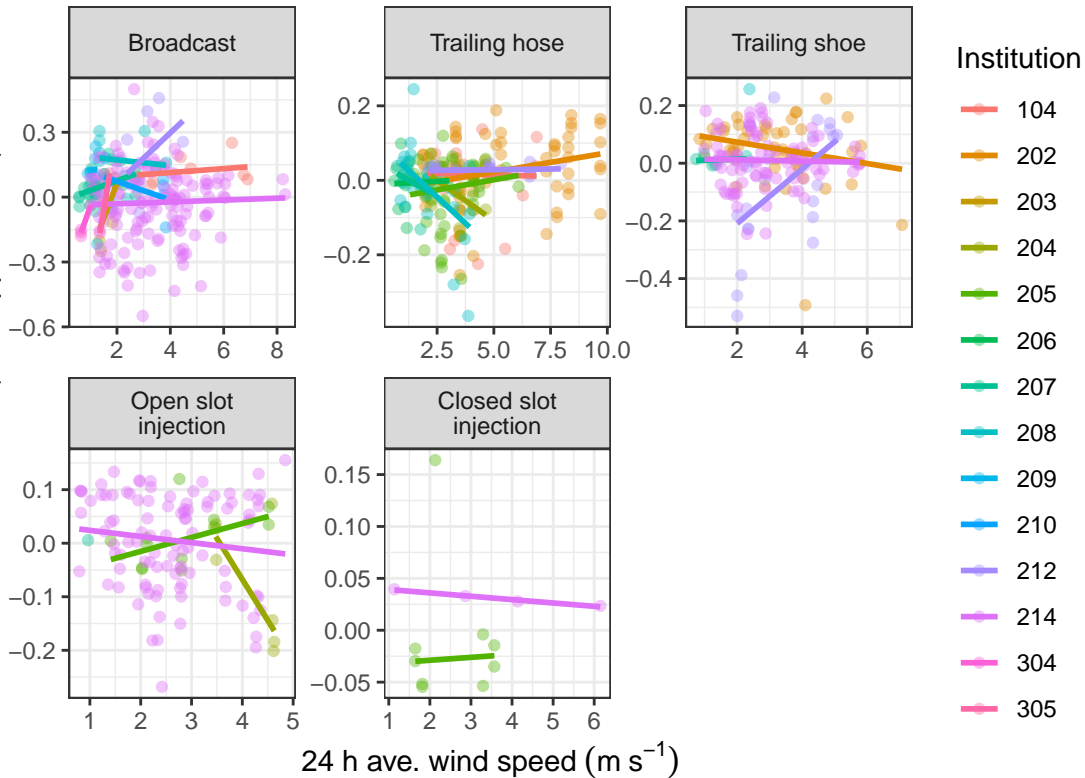 Broadcast
Trailing hose
Trailing shoe
0.3
0.0
−0.3
−0.6
2 4 6 8
0.2
0.0
−0.2
2.5 5.0 7.5 10.0
0.2
0.0
−0.2
−0.4
2 4 6
Open slot
injection
Closed slot
injection
0.1
0.0
−0.1
−0.2
1 2 3 4 5
0.15
0.10
0.05
0.00
−0.05
1 2 3 4 5 6
24 h ave. wind speed (m s⁻¹)
Institution
104
202
203
204
205
206
207
208
209
210
212
214
304
305